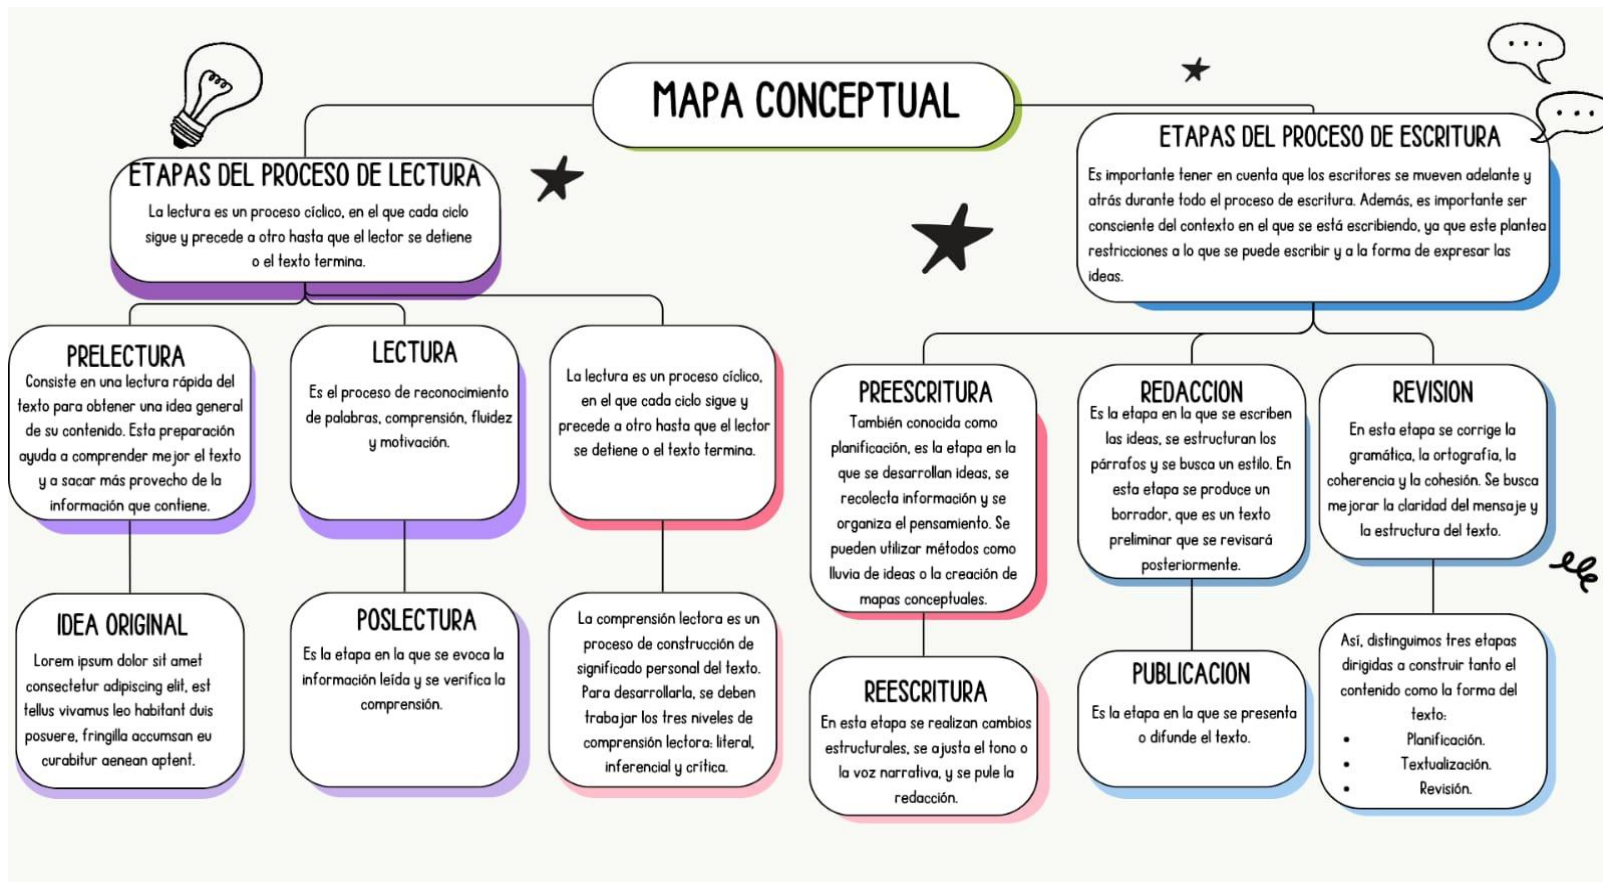 MAPA CONCEPTUAL
ETAPAS DEL PROCESO DE LECTURA
La lectura es un proceso cíclico, en el que cada ciclo
sigue y precede a otro hasta que el lector se detiene
o el texto termina.
PRELECTURA
Consiste en una lectura rápida del
texto para obtener una idea general
de su contenido. Esta preparación
ayuda a comprender mejor el texto
y a sacar más provecho de la
información que contiene.
IDEA ORIGINAL
Lorem ipsum dolor sit amet
consectetur adipiscing elit, est
tellus vivamus leo habitant duis
posuere, fringilla accumsan eu
curabitur aenean aptent.
LECTURA
Es el proceso de reconocimiento
de palabras, comprensión, fluidez
y motivación.
POSLECTURA
Es la etapa en la que se evoca la
información leída y se verifica la
comprensión.
La lectura es un proceso cíclico,
en el que cada ciclo sigue y
precede a otro hasta que el lector
se detiene o el texto termina.
La comprensión lectora es un
proceso de construcción de
significado personal del texto.
Para desarrollarla, se deben
trabajar los tres niveles de
comprensión lectora: literal,
inferencial y crítica.
ETAPAS DEL PROCESO DE ESCRITURA
Es importante tener en cuenta que los escritores se mueven adelante y
atrás durante todo el proceso de escritura. Además, es importante ser
consciente del contexto en el que se está escribiendo, ya que este plantea
restricciones a lo que se puede escribir y a la forma de expresar las
ideas.
PREESCRITURA
También conocida como
planificación, es la etapa en la
que se desarrollan ideas, se
recolecta información y se
organiza el pensamiento. Se
pueden utilizar métodos como
lluvia de ideas o la creación de
mapas conceptuales.
REESCRITURA
En esta etapa se realizan cambios
estructurales, se ajusta el tono o
la voz narrativa, y se pule la
redacción.
REDACCION
Es la etapa en la que se escriben
las ideas, se estructuran los
párrafos y se busca un estilo. En
esta etapa se produce un
borrador, que es un texto
preliminar que se revisará
posteriormente.
PUBLICACION
Es la etapa en la que se presenta
o difunde el texto.
REVISION
En esta etapa se corrige la
gramática, la ortografía, la
coherencia y la cohesión. Se busca
mejorar la claridad del mensaje y
la estructura del texto.
Así, distinguimos tres etapas
dirigidas a construir tanto el
contenido como la forma del
texto:
• Planificación.
• Textualización.
• Revisión.